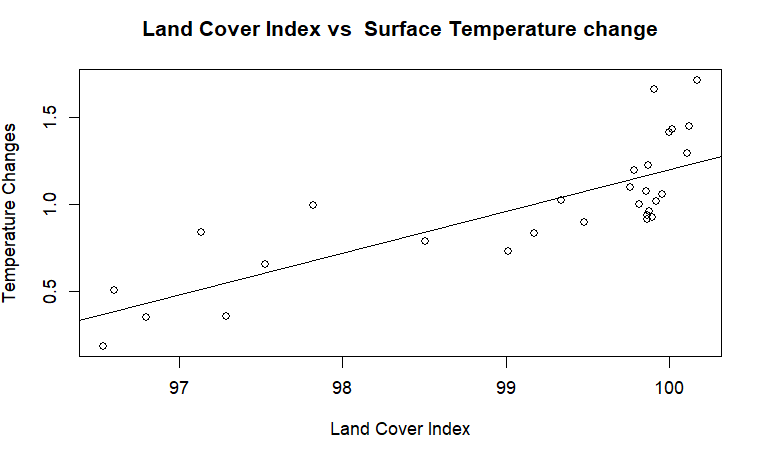 Land Cover Index vs  Surface Temperature change
Temperature Changes
1.5
1.0
0.5
97 98 99 100
Land Cover Index